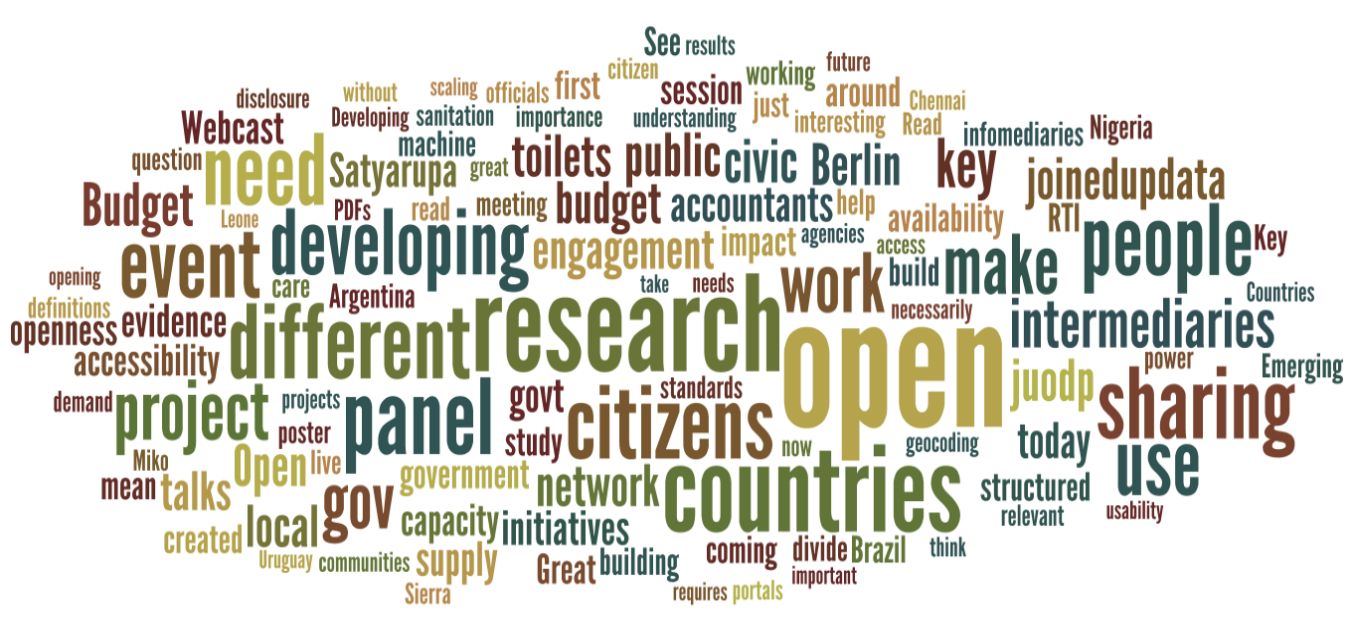 See results
citizen working future
disclosure without scaling officials first session just around Chennai
Webcast Developing sanitation importance understanding interesting Read infomediaries Nigeria
question need machine Satyarupa great toilets public civic Berlin key joinedupdata
Budget Leone PDFs read meeting budget accountants help availability RTI people Key
event developing engagement impact agencies access build make
opening care take needs work necessarily Countries
definitions Argentina
openness evidence different research open intermediaries
accessibility power Emerging
demand project projects panel govt citizens standards juodp sharing
poster study now geocoding today use
Miko Open live government network countries structured
mean talks gov relevant usability
created local capacity initiatives
Uruguay communities supply Great building coming divide Brazil think
Sierra requires portals important